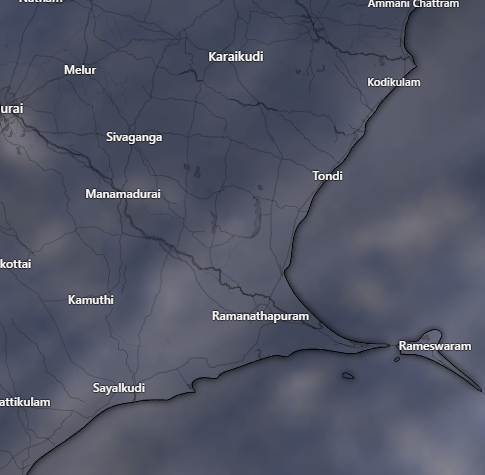 Ammani Chattram
Karaikudi
Melur
Kodikulam
urai
Sivaganga
Tondi
Manamadurai
kottai
Kamuthi
Ramanathapuram
Rameswaram
Sayalkudi
attikulam